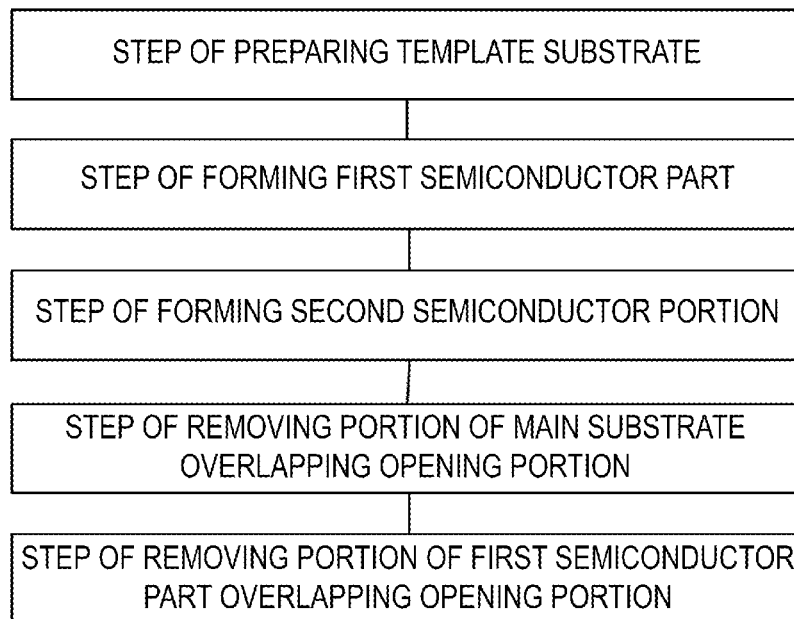 STEP OF PREPARING TEMPLATE SUBSTRATE
STEP OF FORMING FIRST SEMICONDUCTOR PART
STEP OF FORMING SECOND SEMICONDUCTOR PORTION
STEP OF REMOVING PORTION OF MAIN SUBSTRATE
OVERLAPPING OPENING PORTION
STEP OF REMOVING PORTION OF FIRST SEMICONDUCTOR
PART OVERLAPPING OPENING PORTION